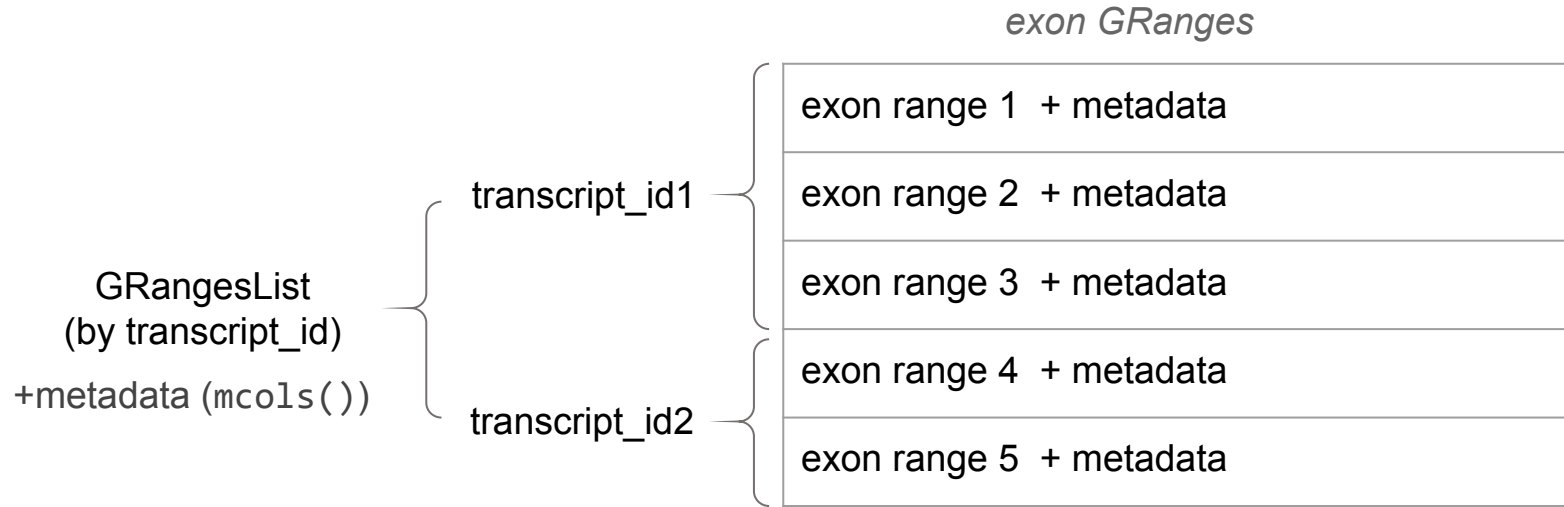 exon GRanges
exon range 1 + metadata
transcript_id1
exon range 2 + metadata
GRangesList
(by transcript_id)
exon range 3 + metadata
+metadata (mcols())
exon range 4 + metadata
transcript_id2
exon range 5 + metadata